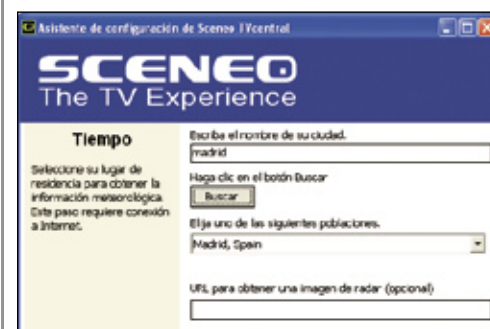 Asistente de configuración de Sceneo TVcentral
SCENEO
The TV Experience
Tiempo
Seleccione su lugar de
residencia para obtener la
información meteorológica.
Este paso requiere conexión
a Internet.
Escriba el nombre de su ciudad.
madrid
Haga clic en el botón Buscar
Buscar
Elija uno de las siguientes poblaciones.
Madrid, Spain
URL para obtener una imagen de radar (opcional)